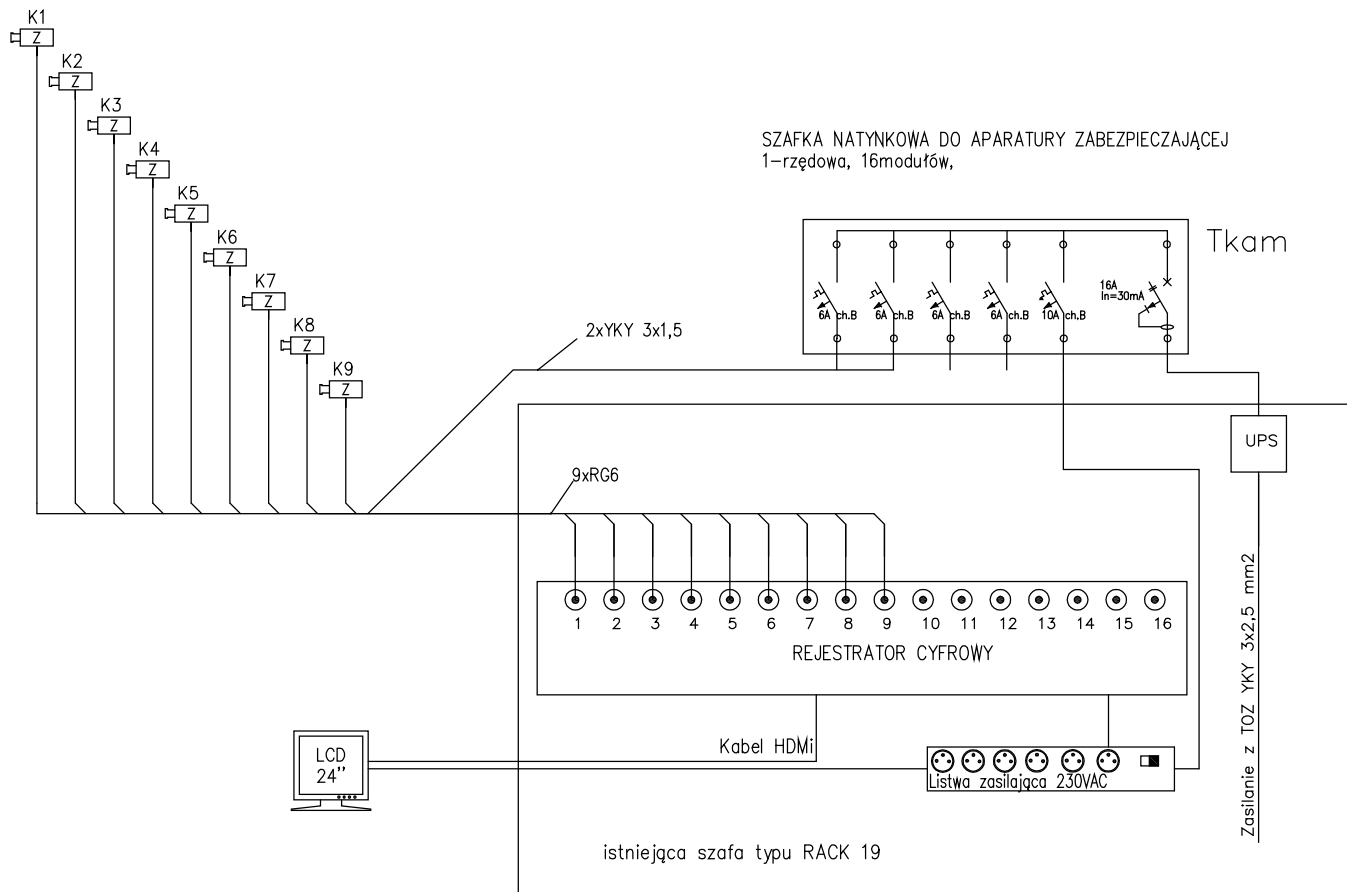 K1
Z
K2
Z
K3
Z
K4
Z
K5
Z
K6
Z
K7
Z
K8
Z
K9
Z
SZAFKA NATYNKOWA DO APARATURY ZABEZPIECZAJĄCEJ
1-rzędowa, 16modułów,
Tkam
6A ch.B
6A ch.B
6A ch.B
6A ch.B
10A ch.B
16A
In=30mA
2xYKY 3x1,5
UPS
9xRG6
1 2 3 4 5 6 7 8 9 10 11 12 13 14 15 16
REJESTRATOR CYFROWY
Zasilanie z TOZ YKY 3x2,5 mm2
LCD
24''
Kabel HDMi
Listwa zasilająca 230VAC
istniejąca szafa typu RACK 19